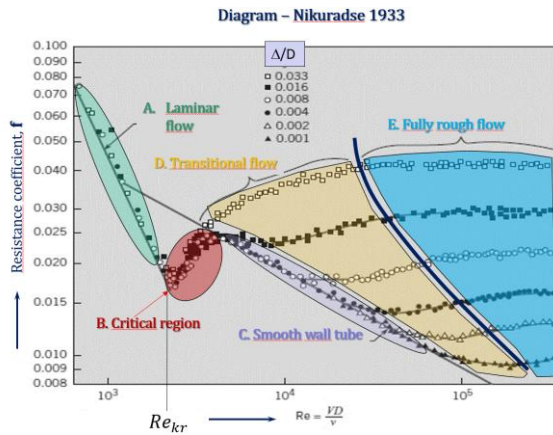 Diagram – Nikuradse 1933
Δ/D
0.033
0.016
0.008
0.004
0.002
0.001
A. Laminar
flow
E. Fully rough flow
D. Transitional flow
B. Critical region
C. Smooth wall tube
Resistance coefficient, f
0.100
0.080
0.070
0.060
0.050
0.040
0.030
0.025
0.020
0.015
0.010
0.009
0.008
10³
10⁴
10⁵
Re_kr
Re = VD/ν